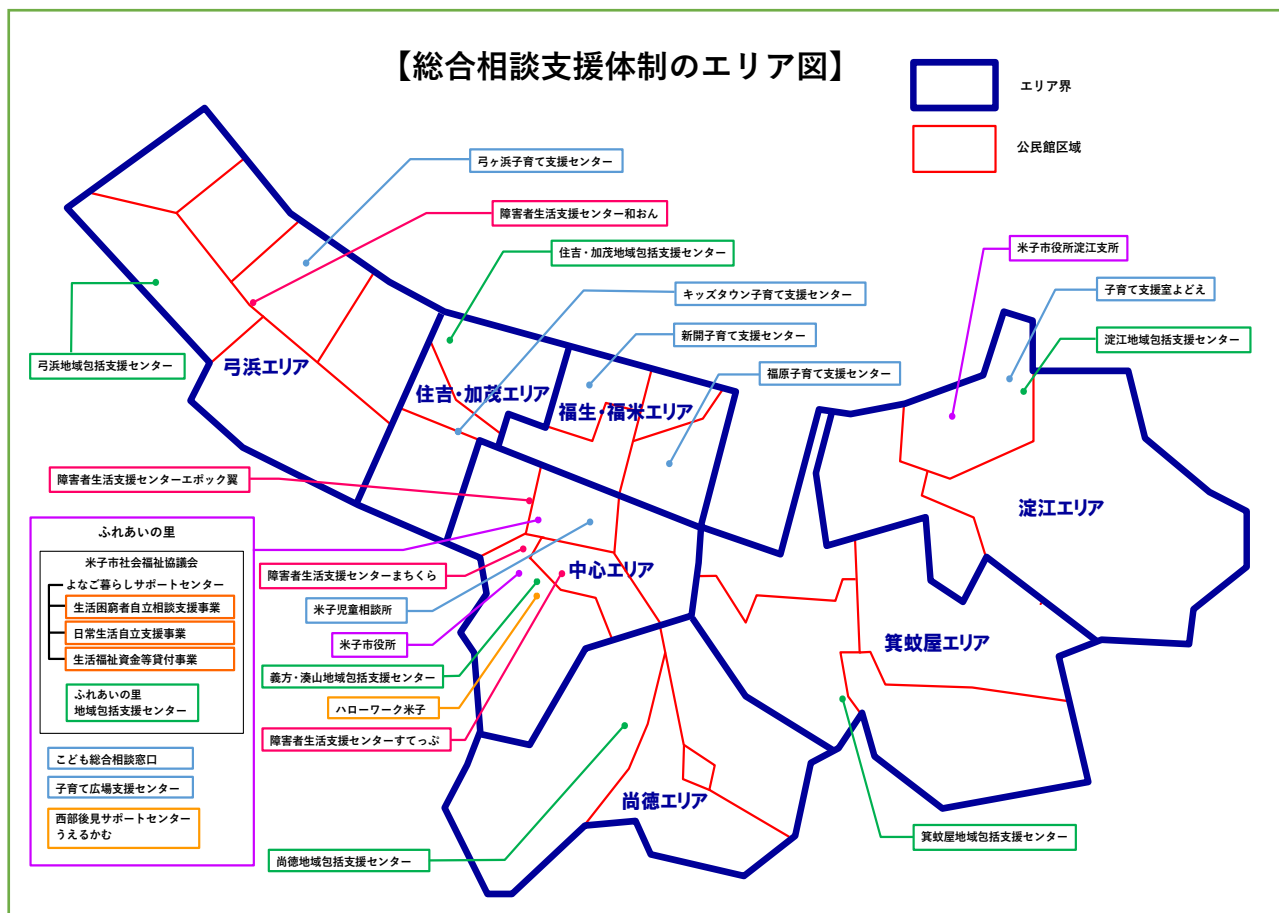 【総合相談支援体制のエリア図】
エリア界
公民館区域
弓ヶ浜子育て支援センター
障害者生活支援センター和おん
住吉・加茂地域包括支援センター
米子市役所淀江支所
キッズタウン子育て支援センター
子育て支援室よどえ
新開子育て支援センター
淀江地域包括支援センター
弓浜地域包括支援センター
弓浜エリア
福原子育て支援センター
住吉・加茂エリア
福生・福米エリア
障害者生活支援センターエポック翼
淀江エリア
ふれあいの里
米子市社会福祉協議会
よなご暮らしサポートセンター
生活困窮者自立相談支援事業
日常生活自立支援事業
生活福祉資金等貸付事業
ふれあいの里
地域包括支援センター
こども総合相談窓口
子育て広場支援センター
西部後見サポートセンター
うえるかむ
障害者生活支援センターまちくら
中心エリア
米子児童相談所
米子市役所
箕蚊屋エリア
義方・湊山地域包括支援センター
ハローワーク米子
障害者生活支援センターすてっぷ
尚徳エリア
箕蚊屋地域包括支援センター
尚徳地域包括支援センター